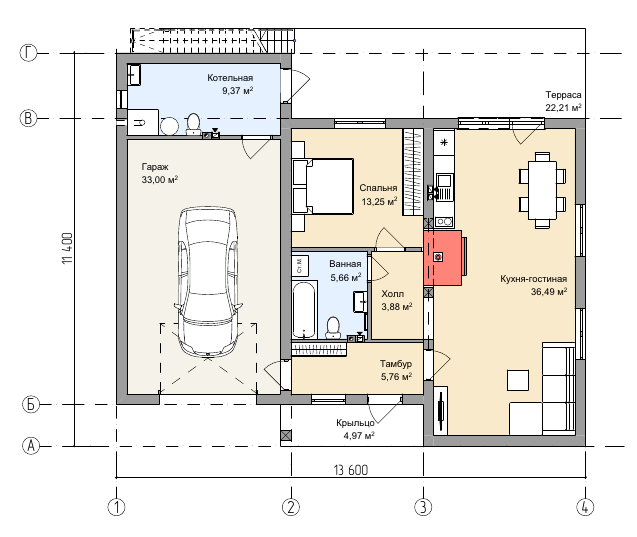 Г
Котельная
9,37 м²
Терраса
22,21 м²
В
Гараж
33,00 м²
Спальня
13,25 м²
11 400
Ст.М
Ванная
5,66 м²
Холл
3,88 м²
Кухня-гостиная
36,49 м²
Тамбур
5,76 м²
Б
Крыльцо
4,97 м²
А
13 600
1
2
3
4